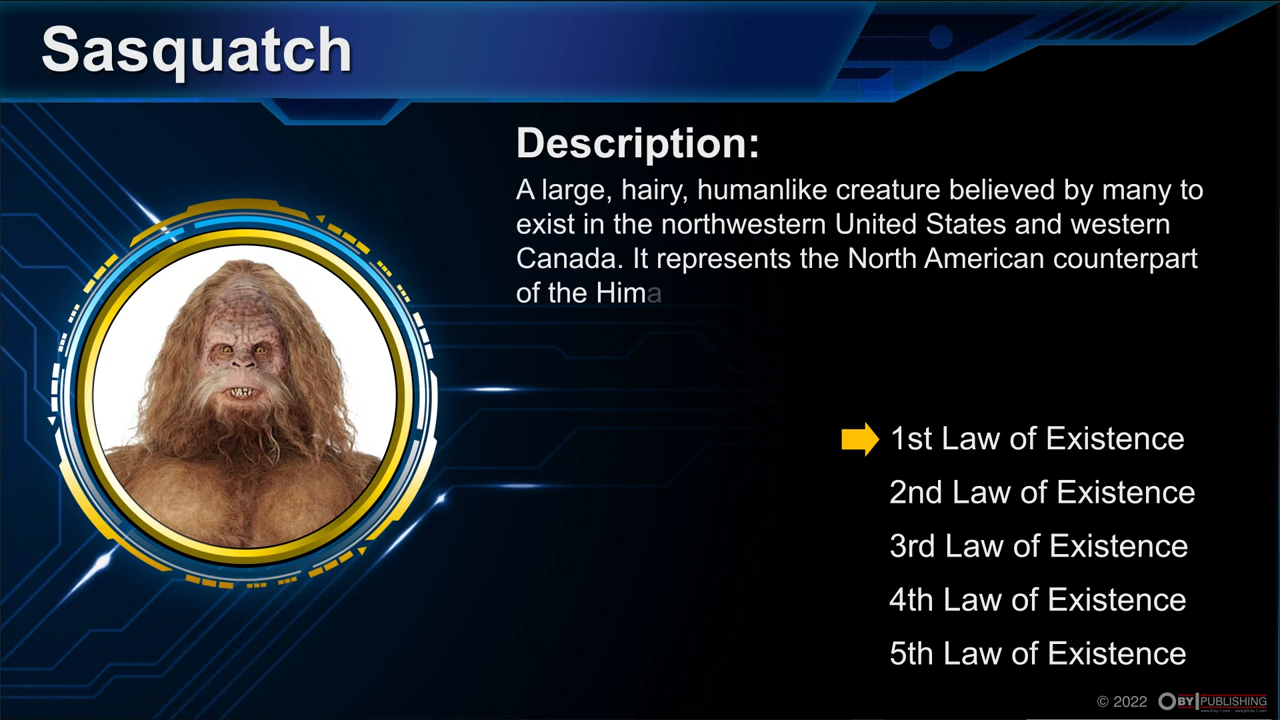 Sasquatch
Description:
A large, hairy, humanlike creature believed by many to
exist in the northwestern United States and western
Canada. It represents the North American counterpart
of the Hima
1st Law of Existence
2nd Law of Existence
3rd Law of Existence
4th Law of Existence
5th Law of Existence
© 2022 BY PUBLISHING